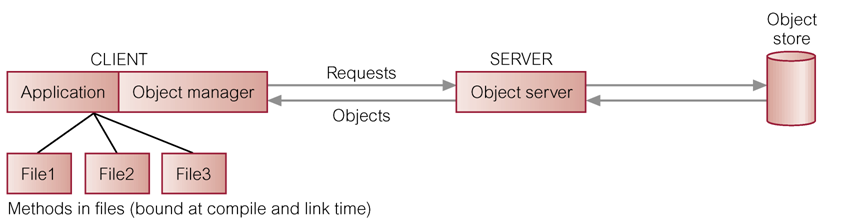 Object
store
CLIENT
SERVER
Application
Object manager
Requests
Objects
Object server
File1
File2
File3
Methods in files (bound at compile and link time)